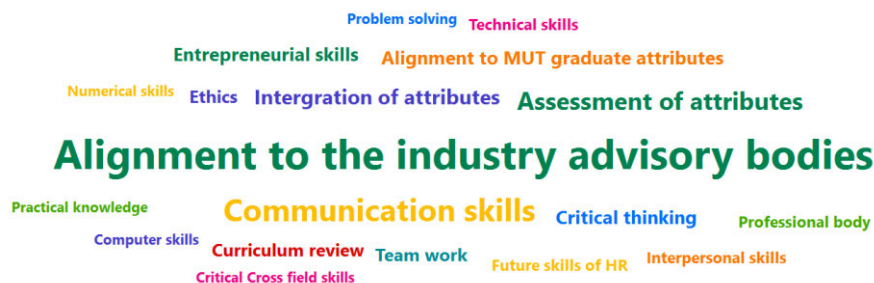 Problem solving Technical skills
Entrepreneurial skills Alignment to MUT graduate attributes
Numerical skills Ethics Intergration of attributes Assessment of attributes
Alignment to the industry advisory bodies
Practical knowledge Communication skills Critical thinking Professional body
Computer skills Curriculum review Team work Future skills of HR Interpersonal skills
Critical Cross field skills